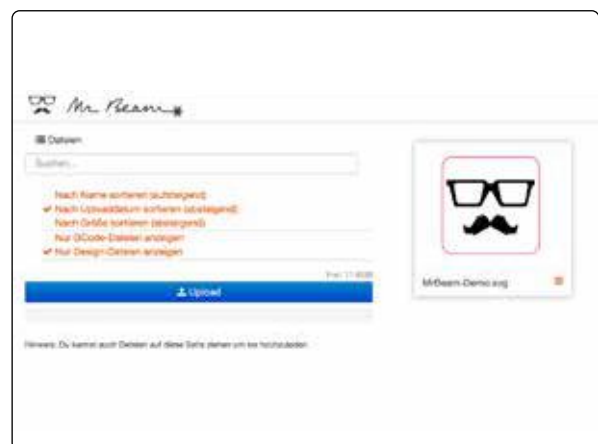 Mr Beam
Dateien
Suchen...
Nach Name sortieren (aufsteigend)
Nach Uploaddatum sortieren (absteigend)
Nach Größe sortieren (absteigend)
Nur GCode-Dateien anzeigen
Nur Design-Dateien anzeigen
Upload
MrBeam-Demo.svg
Hinweis: Du kannst auch Dateien auf diese Seite ziehen um sie hochzuladen